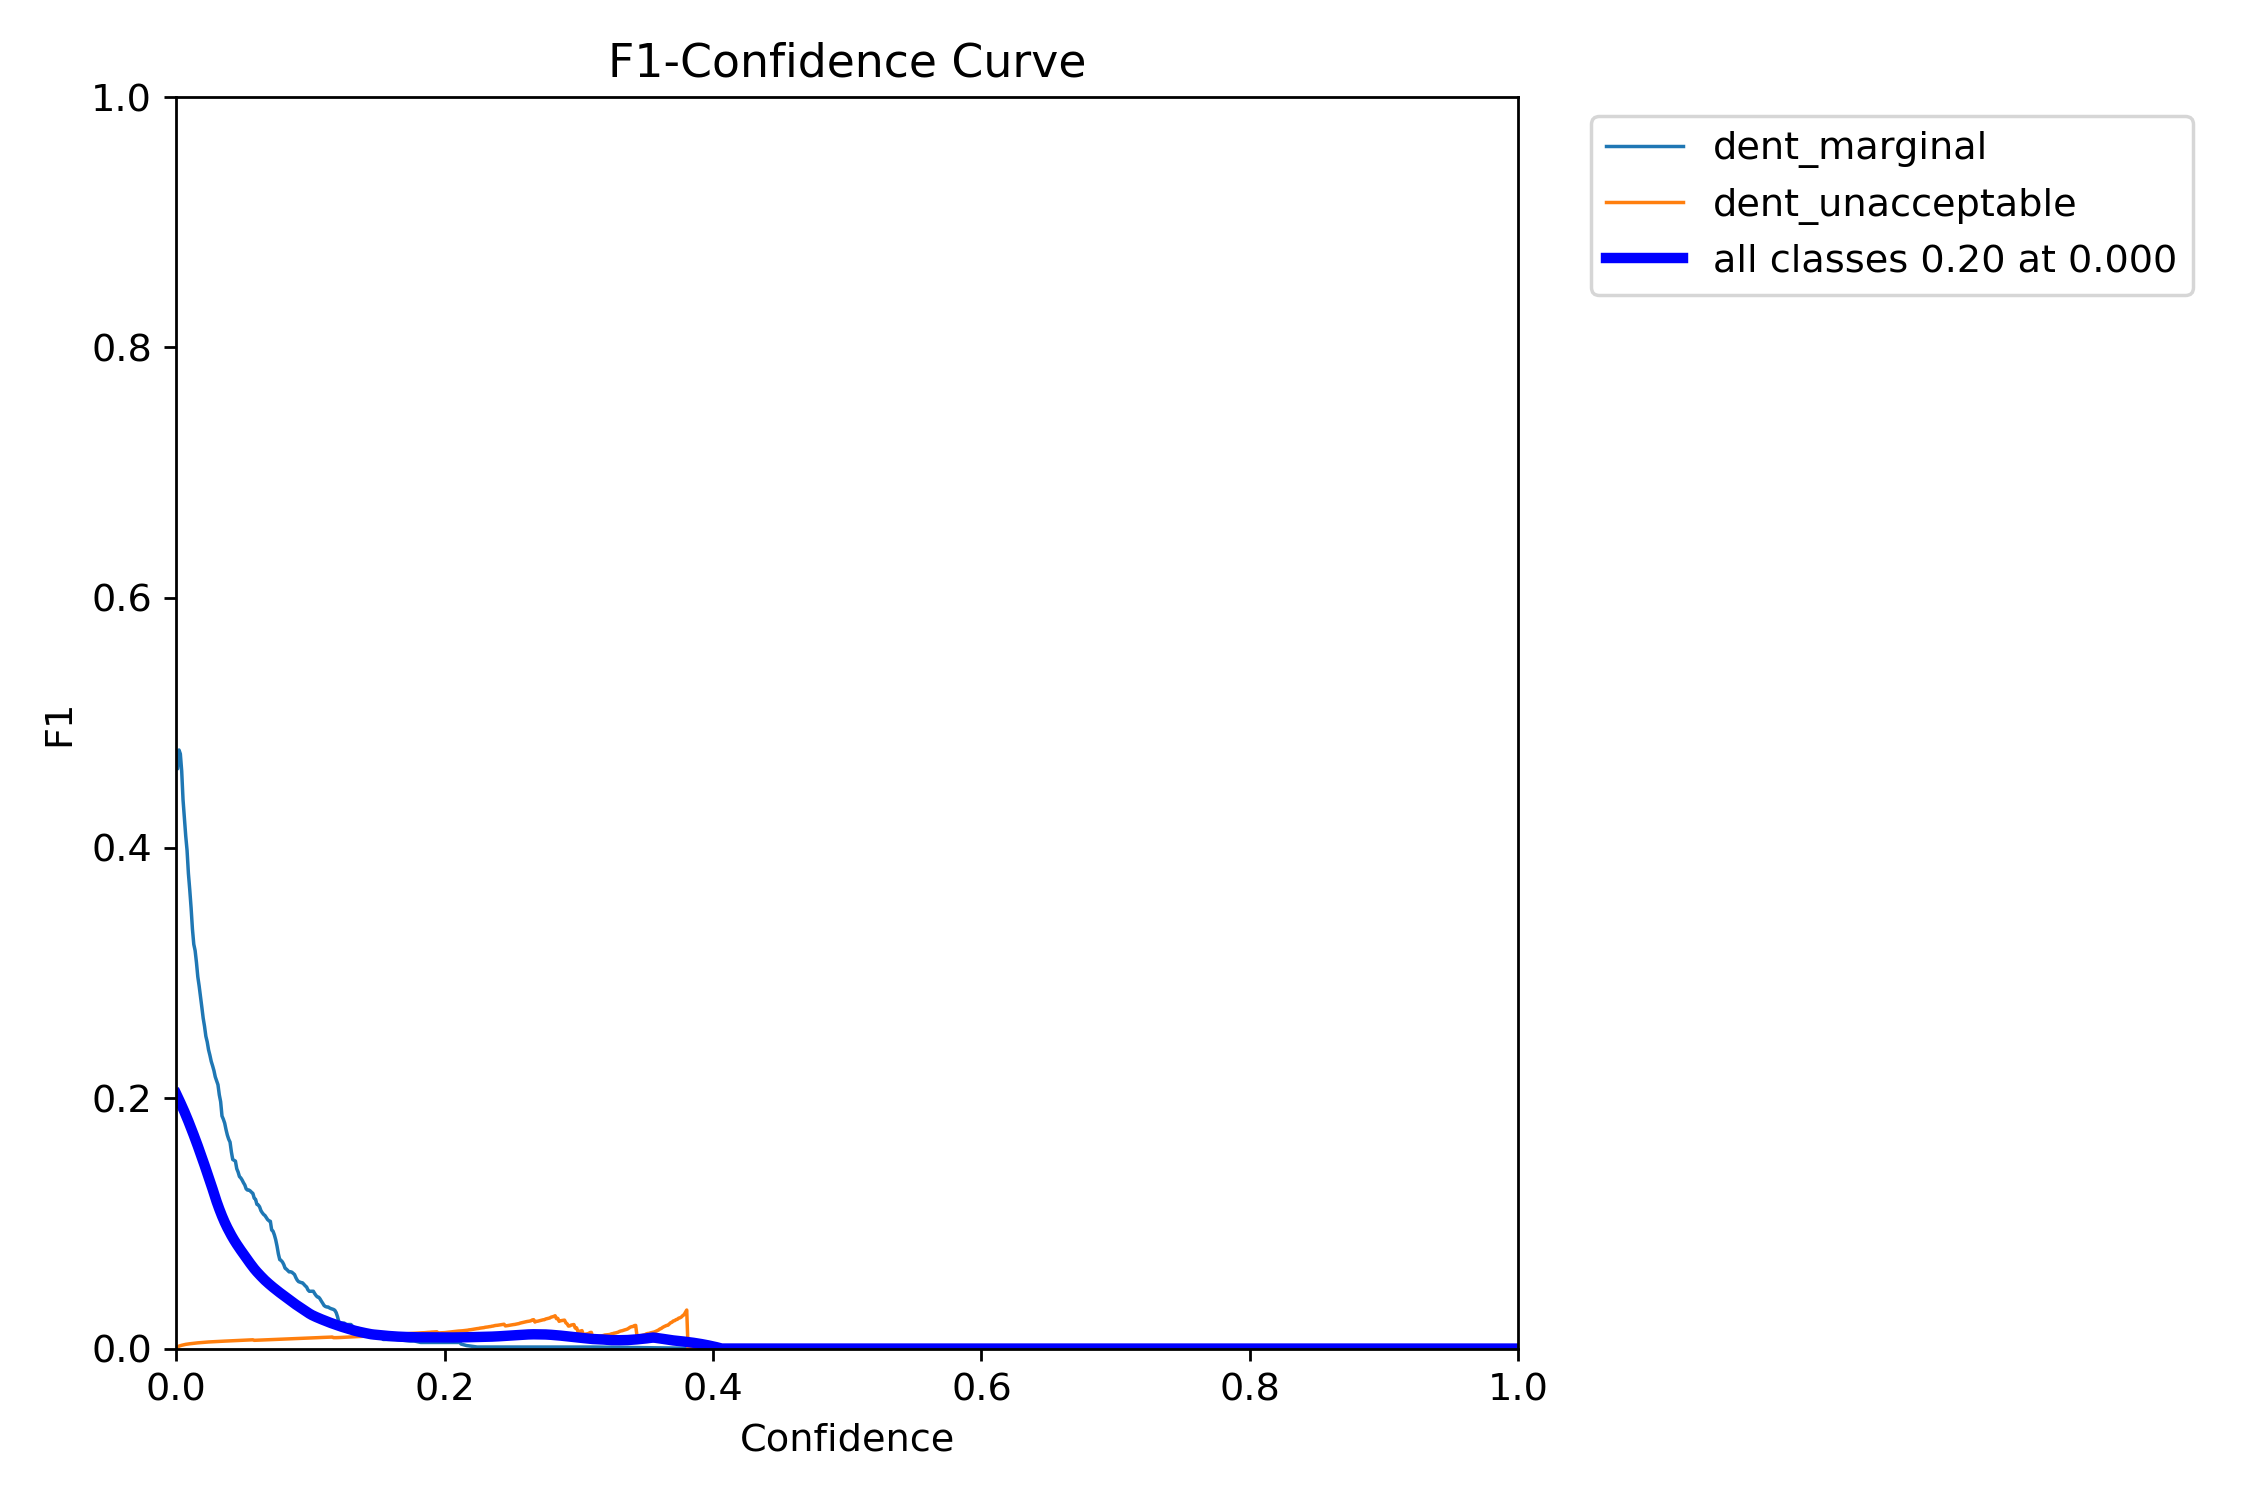 F1-Confidence Curve
1.0
0.8
0.6
0.4
0.2
0.0
F1
0.0 0.2 0.4 0.6 0.8 1.0
Confidence
dent_marginal
dent_unacceptable
all classes 0.20 at 0.000